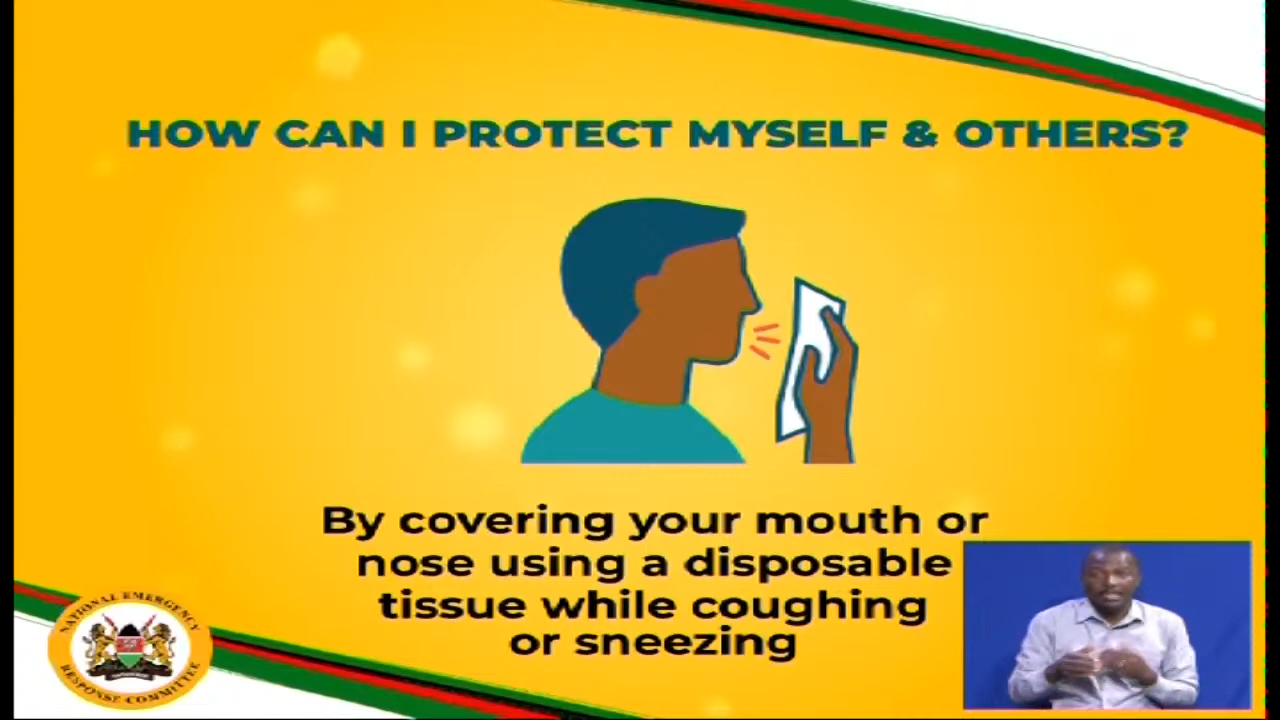 HOW CAN I PROTECT MYSELF & OTHERS?
By covering your mouth or
nose using a disposable
tissue while coughing
or sneezing
NATIONAL EMERGENCY
RESPONSE COMMITTEE